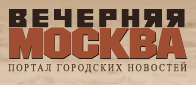 ВЕЧЕРНЯЯ
МОСКВА
ПОРТАЛ ГОРОДСКИХ НОВОСТЕЙ